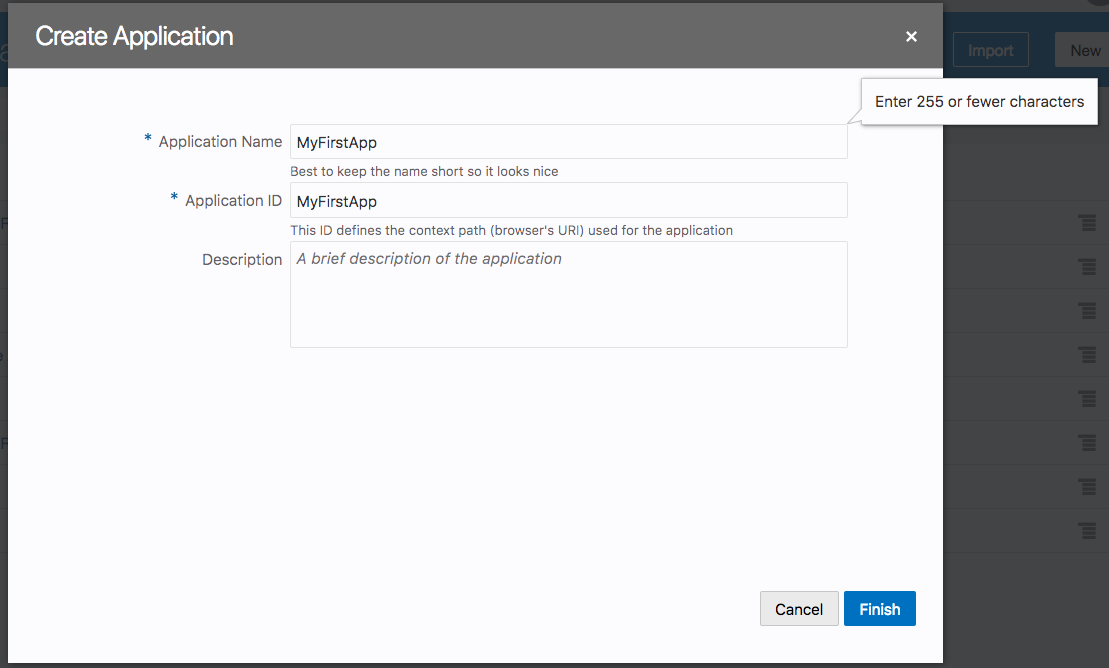 Create Application
×
Import
New
Enter 255 or fewer characters
* Application Name
MyFirstApp
Best to keep the name short so it looks nice
* Application ID
MyFirstApp
This ID defines the context path (browser's URI) used for the application
Description
A brief description of the application
Cancel
Finish